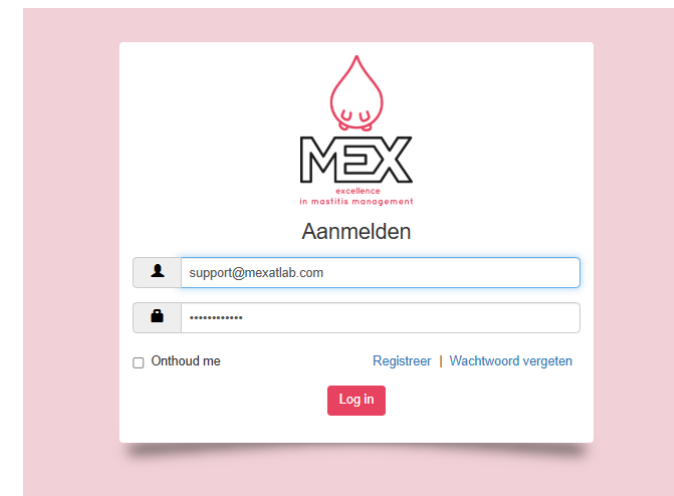 MEX
excellence
in mastitis management
Aanmelden
support@mexatlab.com
••••••••••••
Onthoud me
Registreer | Wachtwoord vergeten
Log in